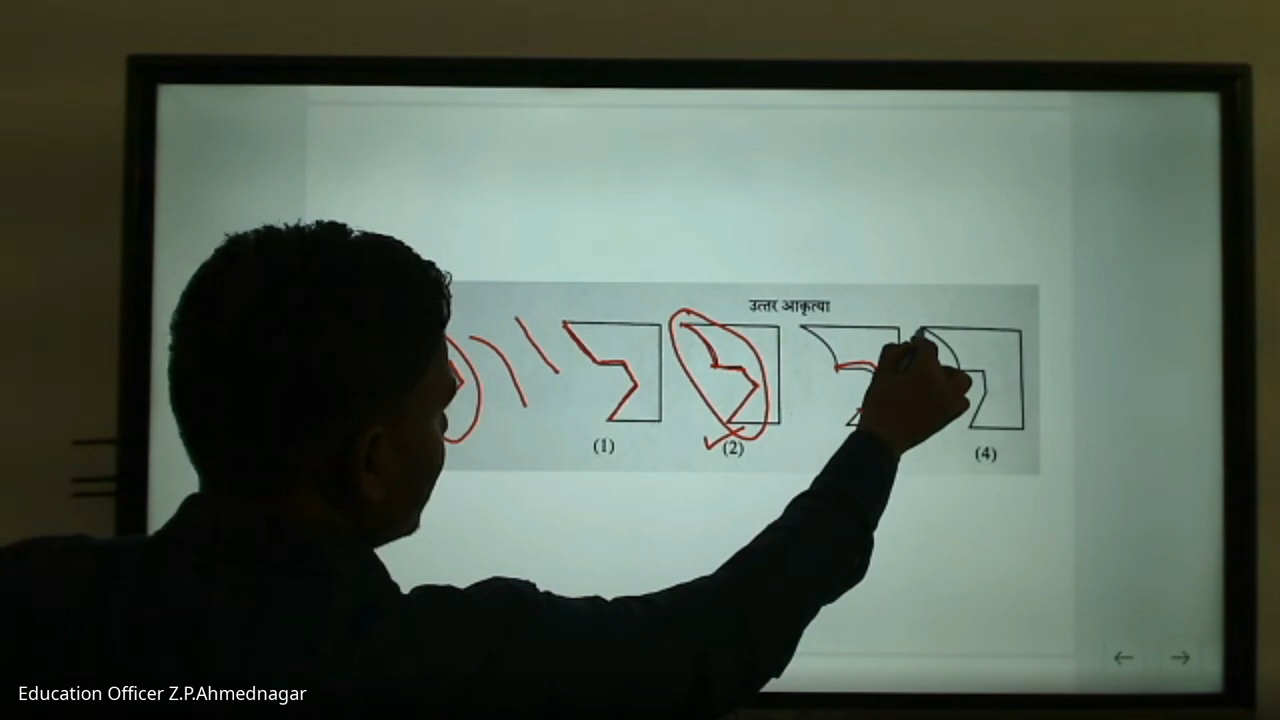 उत्तर आकृत्या
(1)
(2)
(4)
Education Officer Z.P.Ahmednagar